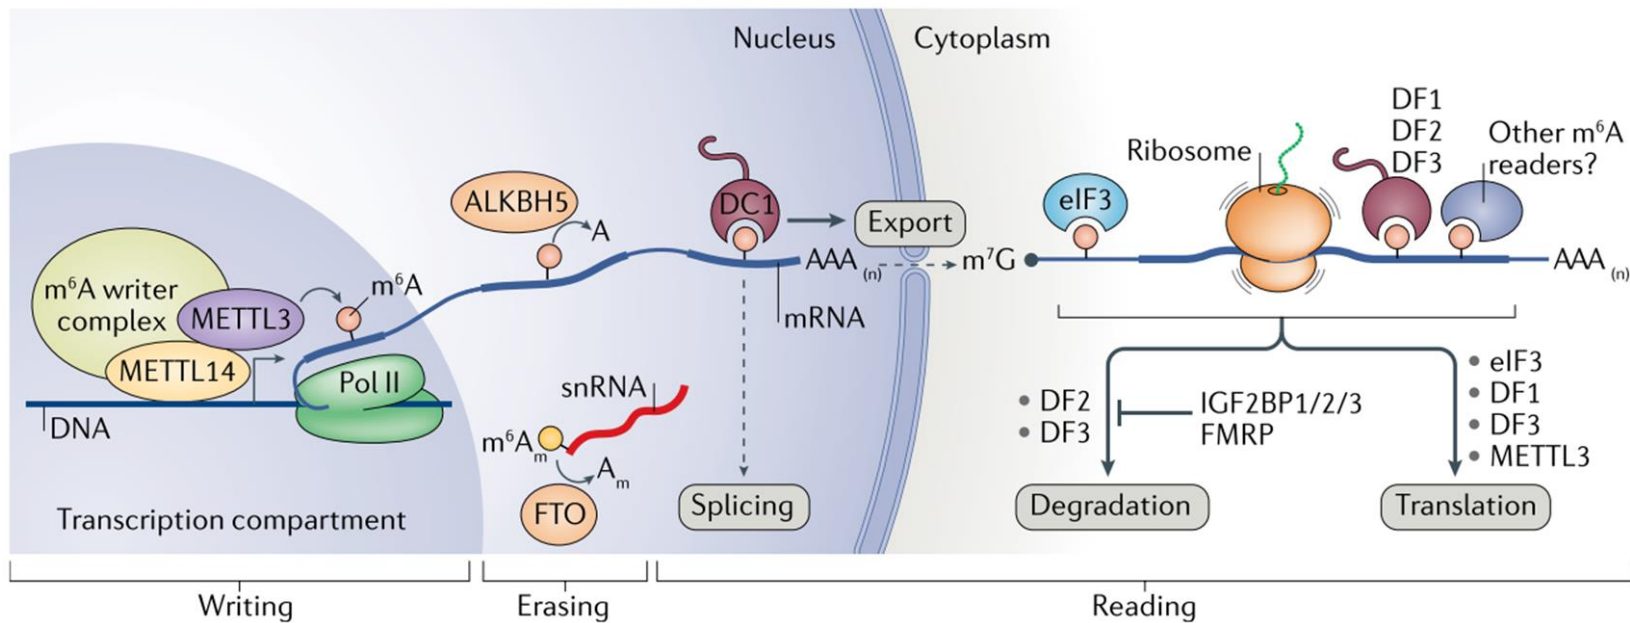 Nucleus
Cytoplasm
m⁶A writer
complex
METTL3
METTL14
m⁶A
Pol II
DNA
Transcription compartment
ALKBH5
A
DC1
Export
AAA (n)
mRNA
snRNA
m⁶Aₘ
Aₘ
FTO
Splicing
m⁷G
eIF3
Ribosome
DF1
DF2
DF3
Other m⁶A
readers?
AAA (n)
• DF2
• DF3
IGF2BP1/2/3
FMRP
• eIF3
• DF1
• DF3
• METTL3
Degradation
Translation
Writing
Erasing
Reading